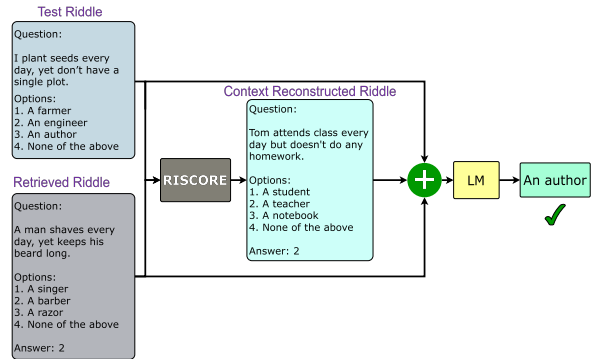 Test Riddle
Question:
I plant seeds every
day, yet don't have a
single plot.
Options:
1. A farmer
2. An engineer
3. An author
4. None of the above
Retrieved Riddle
Question:
A man shaves every
day, yet keeps his
beard long.
Options:
1. A singer
2. A barber
3. A razor
4. None of the above
Answer: 2
RISCORE
Context Reconstructed Riddle
Question:
Tom attends class every
day but doesn't do any
homework.
Options:
1. A student
2. A teacher
3. A notebook
4. None of the above
Answer: 2
LM
An author